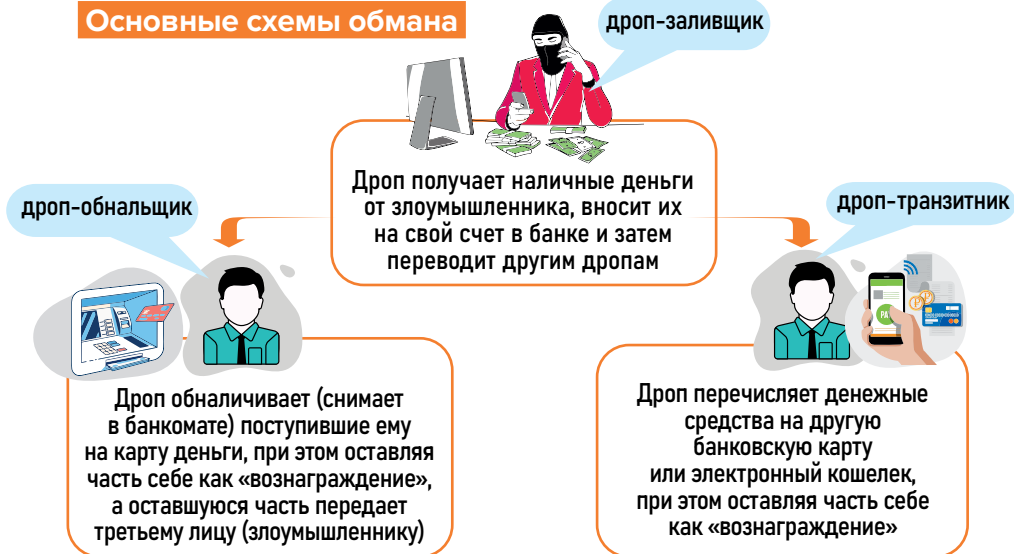 Основные схемы обмана
дроп-заливщик
Дроп получает наличные деньги
от злоумышленника, вносит их
на свой счет в банке и затем
переводит другим дропам
дроп-обнальщик
дроп-транзитник
Дроп обналичивает (снимает
в банкомате) поступившие ему
на карту деньги, при этом оставляя
часть себе как «вознаграждение»,
а оставшуюся часть передает
третьему лицу (злоумышленнику)
PA
Дроп перечисляет денежные
средства на другую
банковскую карту
или электронный кошелек,
при этом оставляя часть себе
как «вознаграждение»